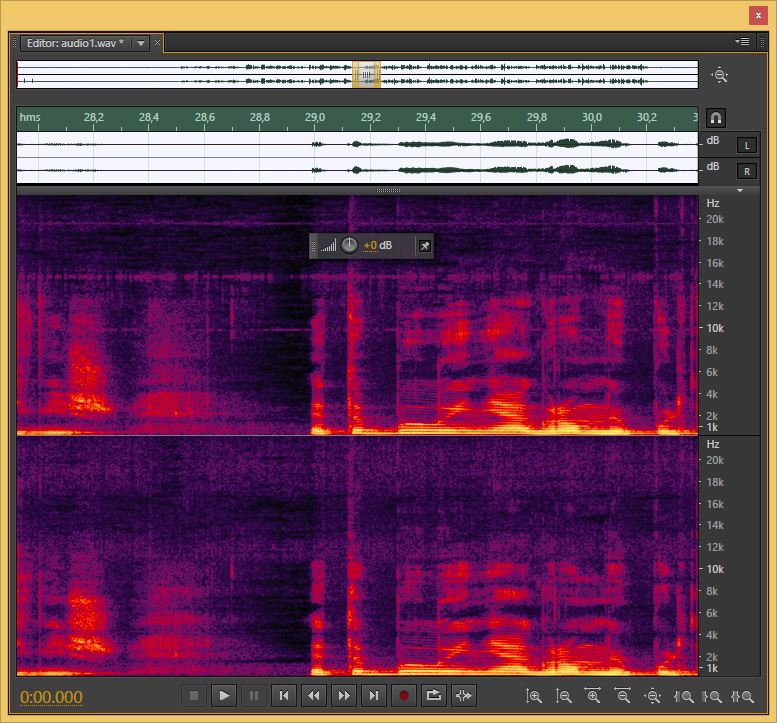 Editor: audio1.wav *
hms 28,2 28,4 28,6 28,8 29,0 29,2 29,4 29,6 29,8 30,0 30,2 3
dB L
dB R
Hz
20k
18k
+0 dB
16k
14k
12k
10k
8k
6k
4k
2k
1k
Hz
20k
18k
16k
14k
12k
10k
8k
6k
4k
2k
1k
0:00.000